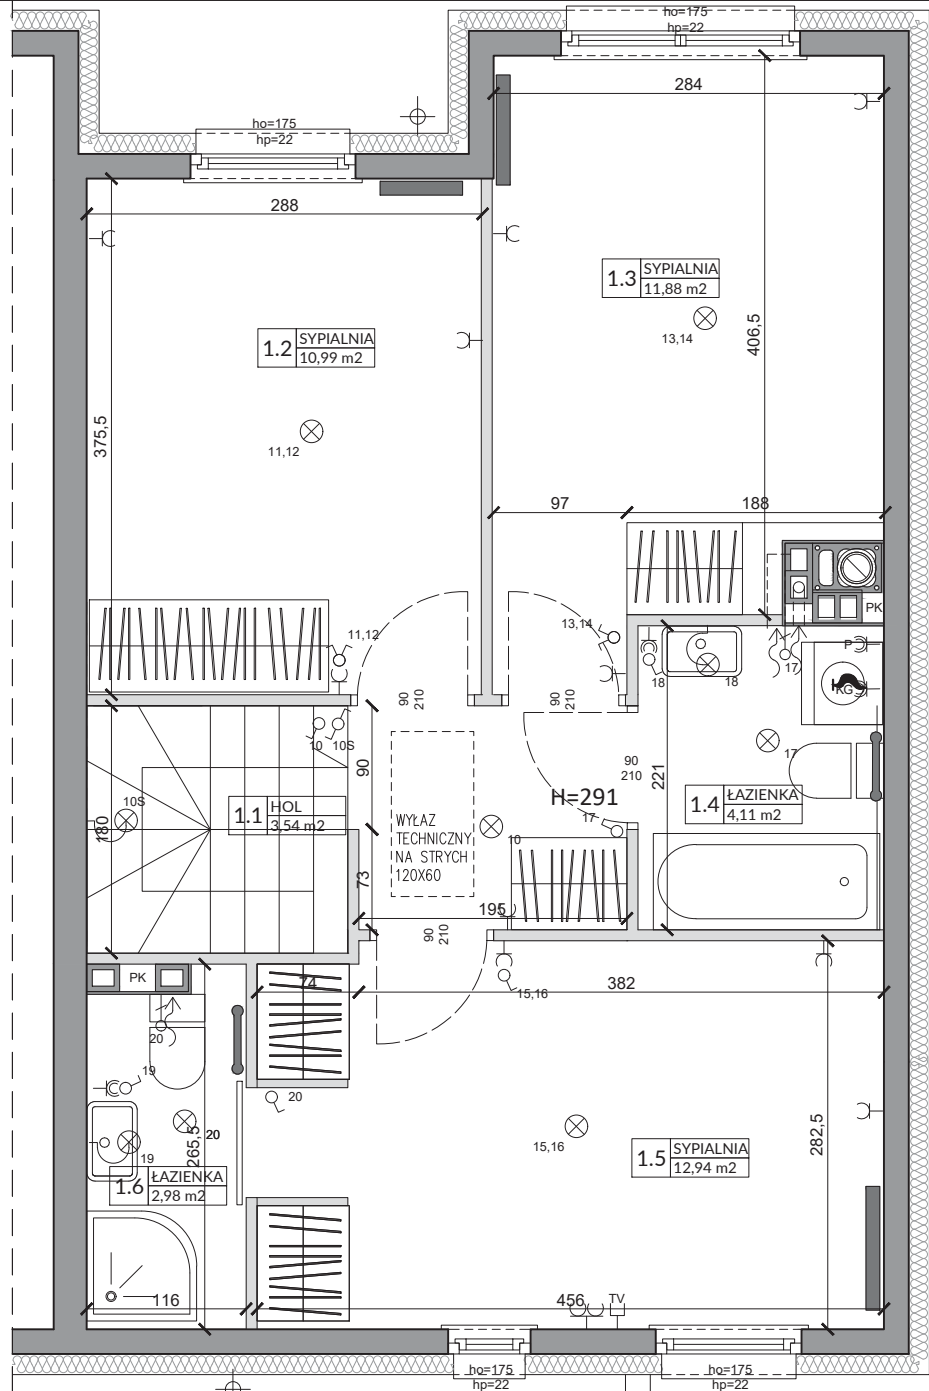 ho=175
hp=22
284
ho=175
hp=22
288
1.3
SYPIALNIA
11,88 m2
13,14
406,5
1.2
SYPIALNIA
10,99 m2
375,5
11,12
97
188
PK
11,12
13,14
P
17
18
18
KG
90
210
90
210
10
10S
90
17
90
210
221
H=291
1.4
ŁAZIENKA
4,11 m2
10S
180
1.1
HOL
3,54 m2
WYŁAZ
TECHNICZNY
NA STRYCH
120X60
17
10
73
195
90
210
PK
74
382
15,16
20
19
20
20
19
265,5
15,16
282,5
1.5
SYPIALNIA
12,94 m2
1.6
ŁAZIENKA
2,98 m2
116
456
TV
ho=175
hp=22
ho=175
hp=22